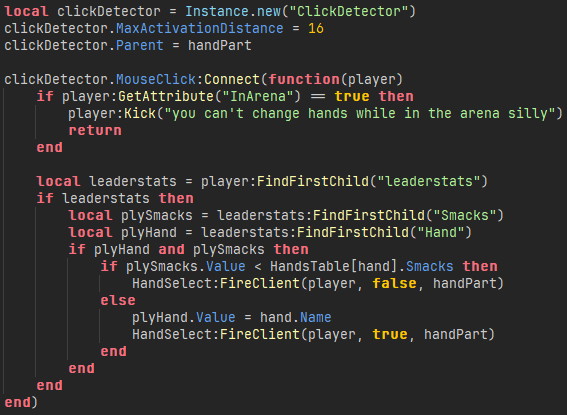 local clickDetector = Instance.new("ClickDetector")
clickDetector.MaxActivationDistance = 16
clickDetector.Parent = handPart

clickDetector.MouseClick:Connect(function(player)
    if player:GetAttribute("InArena") == true then
        player:Kick("you can't change hands while in the arena silly")
        return
    end

    local leaderstats = player:FindFirstChild("leaderstats")
    if leaderstats then
        local plySmacks = leaderstats:FindFirstChild("Smacks")
        local plyHand = leaderstats:FindFirstChild("Hand")
        if plyHand and plySmacks then
            if plySmacks.Value < HandsTable[hand].Smacks then
                HandSelect:FireClient(player, false, handPart)
            else
                plyHand.Value = hand.Name
                HandSelect:FireClient(player, true, handPart)
            end
        end
    end
end)